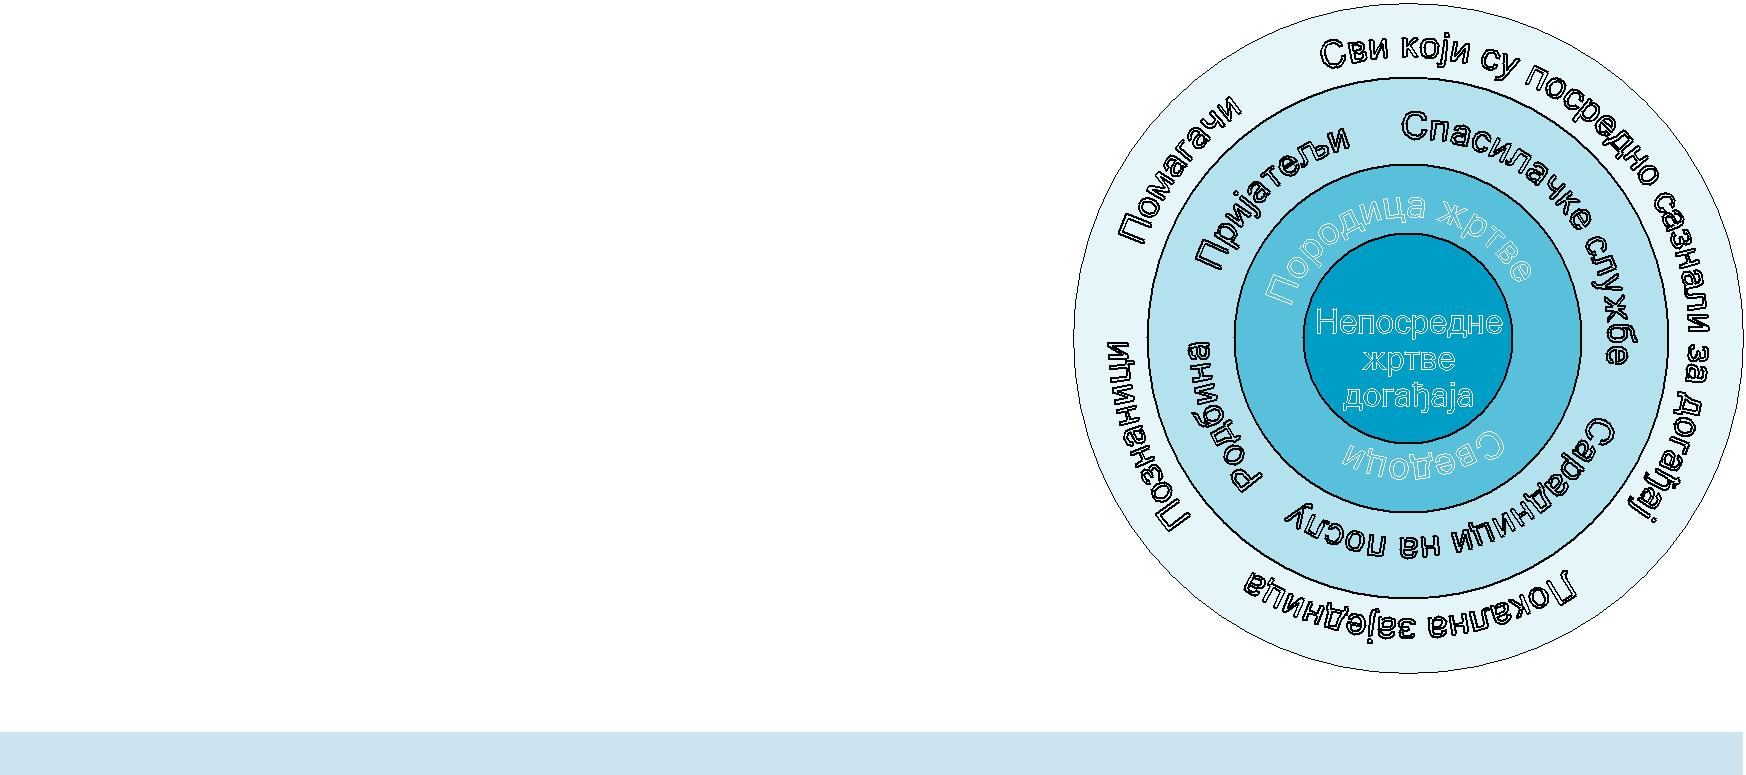 Сви који су посредно сазнали за догађај
Помагачи
Познаници
Локална заједница
Спасилачке службе
Пријатељи
Родбина
Сарадници на послу
Породица жртве
Сведоци
Непосредне
жртве
догађаја